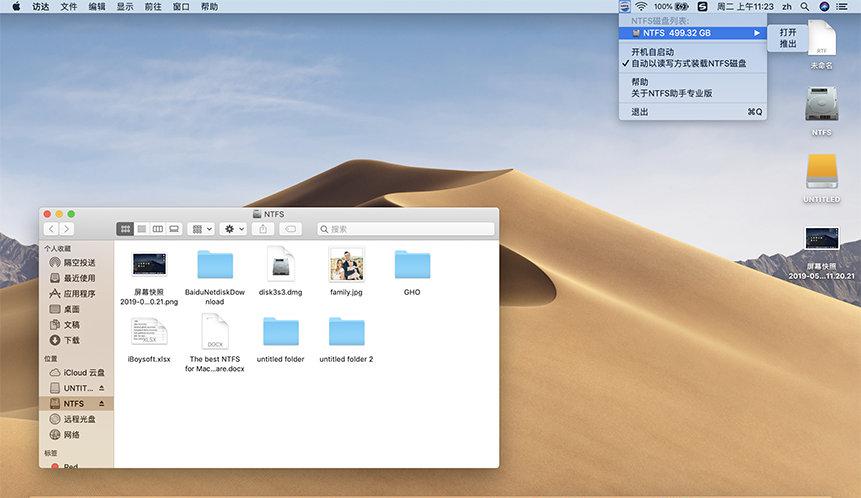 访达 文件 编辑 显示 前往 窗口 帮助
100% 周二 上午11:23 zh
NTFS磁盘列表:
NTFS 499.32 GB
打开
推出
开机自启动
✓ 自动以读写方式装载NTFS磁盘
帮助
关于NTFS助手专业版
退出 ⌘Q
RTF
未命名
NTFS
UNTITLED
屏幕快照
2019-05...11.20.21
NTFS
搜索
个人收藏
隔空投送
最近使用
应用程序
桌面
文稿
下载
位置
iCloud 云盘
UNTIT...
NTFS
远程光盘
网络
标签
Red
屏幕快照
2019-0...0.21.png
BaiduNetdiskDow
nload
disk3s3.dmg
family.jpg
GHO
XLSX
iBoysoft.xlsx
DOCX
The best NTFS
for Mac...are.docx
untitled folder
untitled folder 2